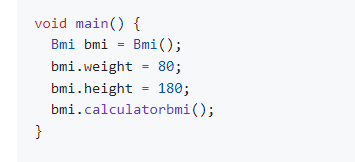 void main() {
  Bmi bmi = Bmi();
  bmi.weight = 80;
  bmi.height = 180;
  bmi.calculatorbmi();
}